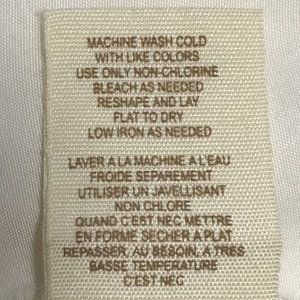 MACHINE WASH COLD
WITH LIKE COLORS
USE ONLY NON-CHLORINE
BLEACH AS NEEDED
RESHAPE AND LAY
FLAT TO DRY
LOW IRON AS NEEDED
LAVER A LA MACHINE A L'EAU
FROIDE SEPAREMENT
UTILISER UN JAVELLISANT
NON CHLORE
QUAND C'EST NEC METTRE
EN FORME SECHER A PLAT
REPASSER, AU BESOIN, A TRES
BASSE TEMPERATURE
C'EST NEC